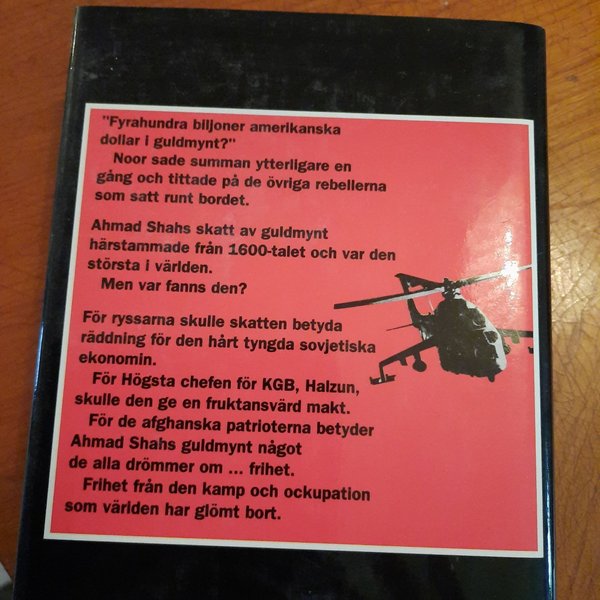 "Fyrahundra biljoner amerikanska
dollar i guldmynt?"
Noor sade summan ytterligare en
gång och tittade på de övriga rebellerna
som satt runt bordet.
Ahmad Shahs skatt av guldmynt
härstammade från 1600-talet och var den
största i världen.
Men var fanns den?
För ryssarna skulle skatten betyda
räddning för den hårt tyngda sovjetiska
ekonomin.
För Högsta chefen för KGB, Halzun,
skulle den ge en fruktansvärd makt.
För de afghanska patrioterna betyder
Ahmad Shahs guldmynt något
de alla drömmer om ... frihet.
Frihet från den kamp och ockupation
som världen har glömt bort.